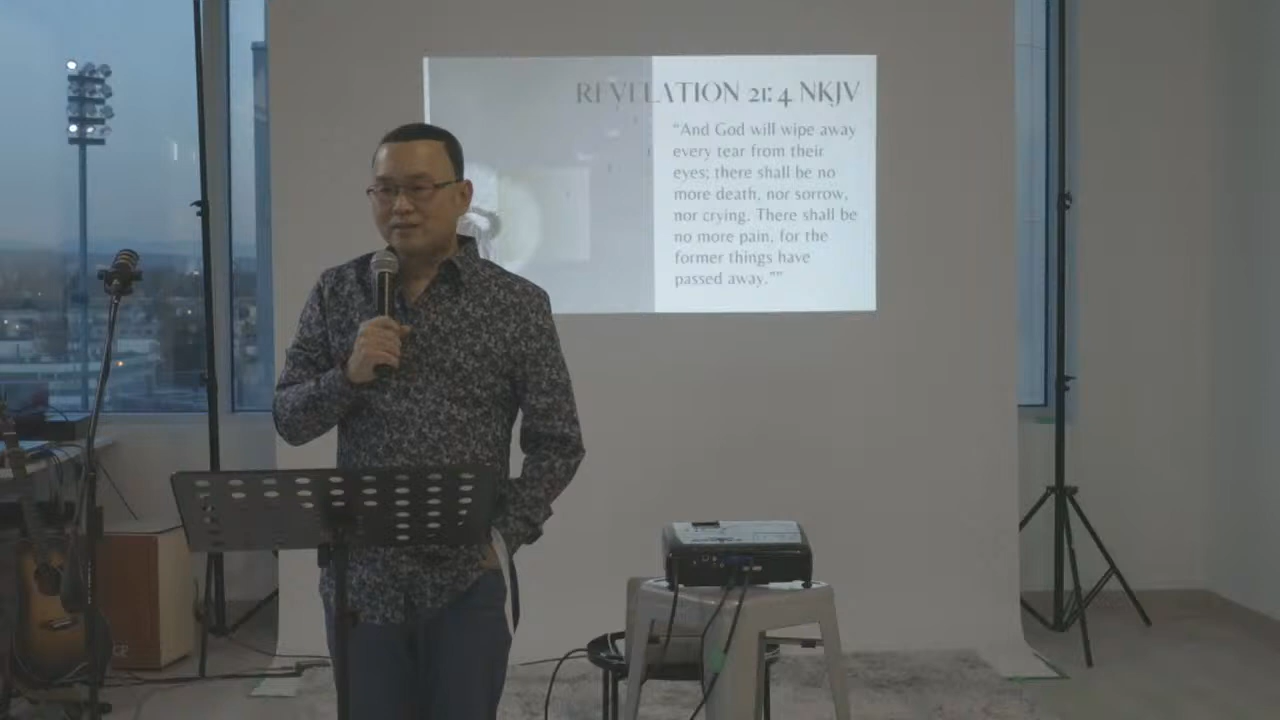 REVELATION 21: 4 NKJV
“And God will wipe away
every tear from their
eyes; there shall be no
more death, nor sorrow,
nor crying. There shall be
no more pain, for the
former things have
passed away.””